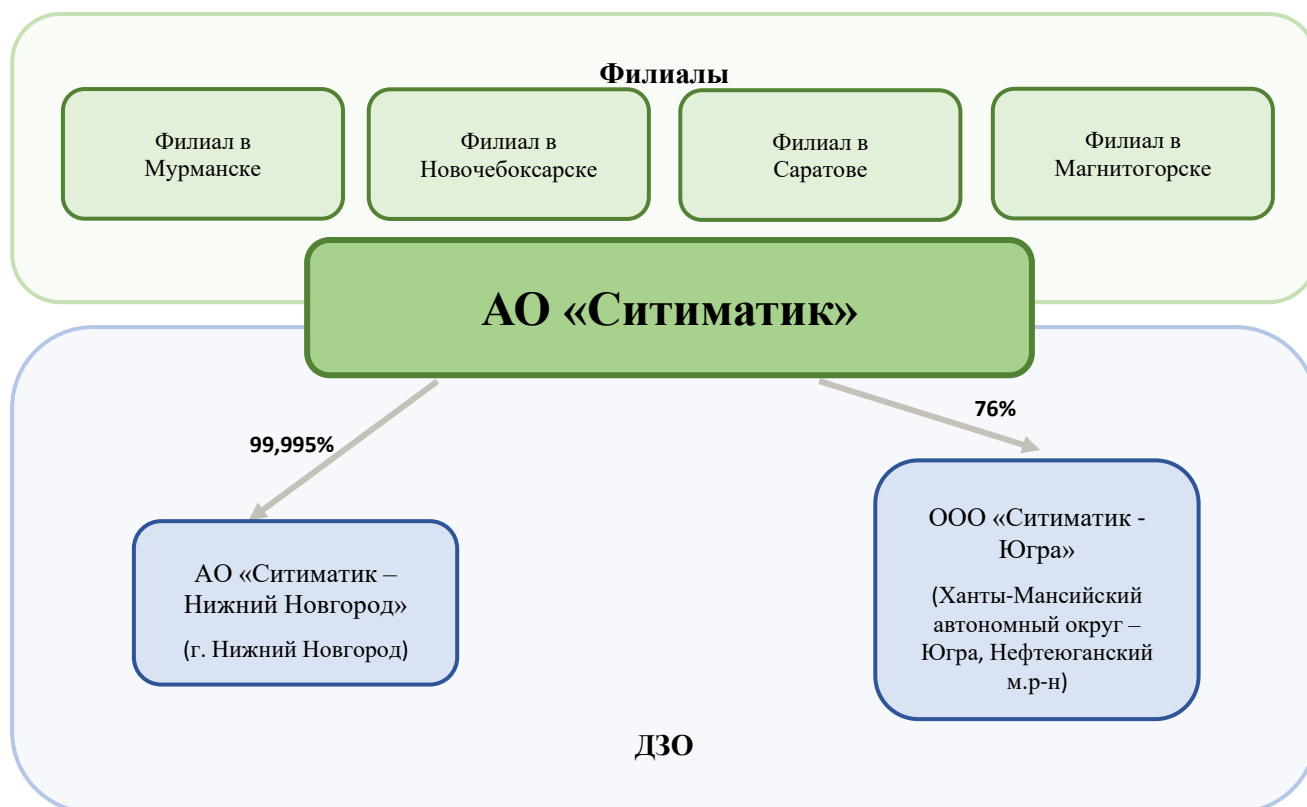 Филиалы
Филиал в
Мурманске
Филиал в
Новочебоксарске
Филиал в
Саратове
Филиал в
Магнитогорске
АО «Ситиматик»
99,995%
76%
АО «Ситиматик –
Нижний Новгород»
(г. Нижний Новгород)
ООО «Ситиматик -
Югра»
(Ханты-Мансийский
автономный округ –
Югра, Нефтеюганский
м.р-н)
ДЗО